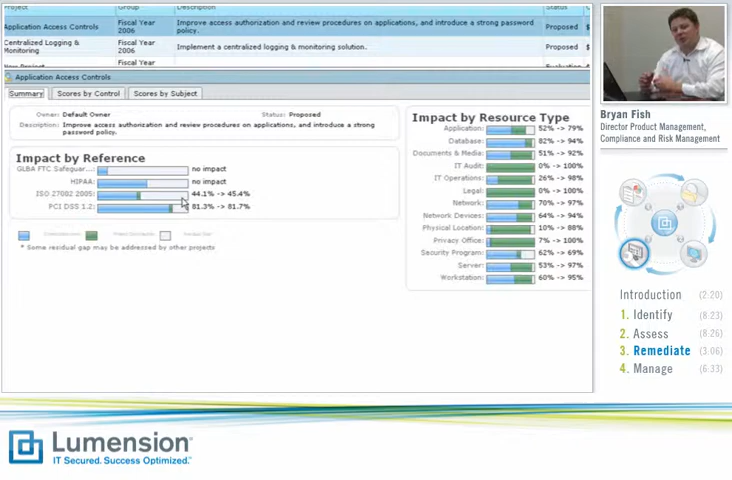 Project Group Description Status
Application Access Controls Fiscal Year 2006 Improve access authorization and review procedures on applications, and introduce a strong password policy. Proposed
Centralized Logging & Monitoring Fiscal Year 2006 Implement a centralized logging & monitoring solution. Proposed
Fiscal Year
Application Access Controls
Summary Scores by Control Scores by Subject
Owner: Default Owner Status: Proposed
Description: Improve access authorization and review procedures on applications, and introduce a strong
password policy.
Impact by Reference
GLBA FTC Safeguar...: no impact
HIPAA: no impact
ISO 27002 2005: 44.1% -> 45.4%
PCI DSS 1.2: 81.3% -> 81.7%
* Some residual gap may be addressed by other projects
Impact by Resource Type
Application: 52% -> 79%
Database: 82% -> 94%
Documents & Media: 51% -> 92%
IT Audit: 0% -> 100%
IT Operations: 26% -> 98%
Legal: 0% -> 100%
Network: 70% -> 97%
Network Devices: 64% -> 94%
Physical Location: 10% -> 88%
Privacy Office: 7% -> 100%
Security Program: 62% -> 69%
Server: 53% -> 97%
Workstation: 60% -> 95%
Bryan Fish
Director Product Management,
Compliance and Risk Management
Introduction (2:20)
1. Identify (8:23)
2. Assess (8:26)
3. Remediate (3:06)
4. Manage (6:33)
Lumension
IT Secured. Success Optimized.™